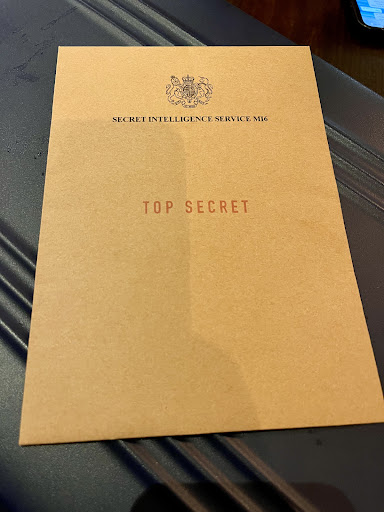 SECRET INTELLIGENCE SERVICE MI6
TOP SECRET